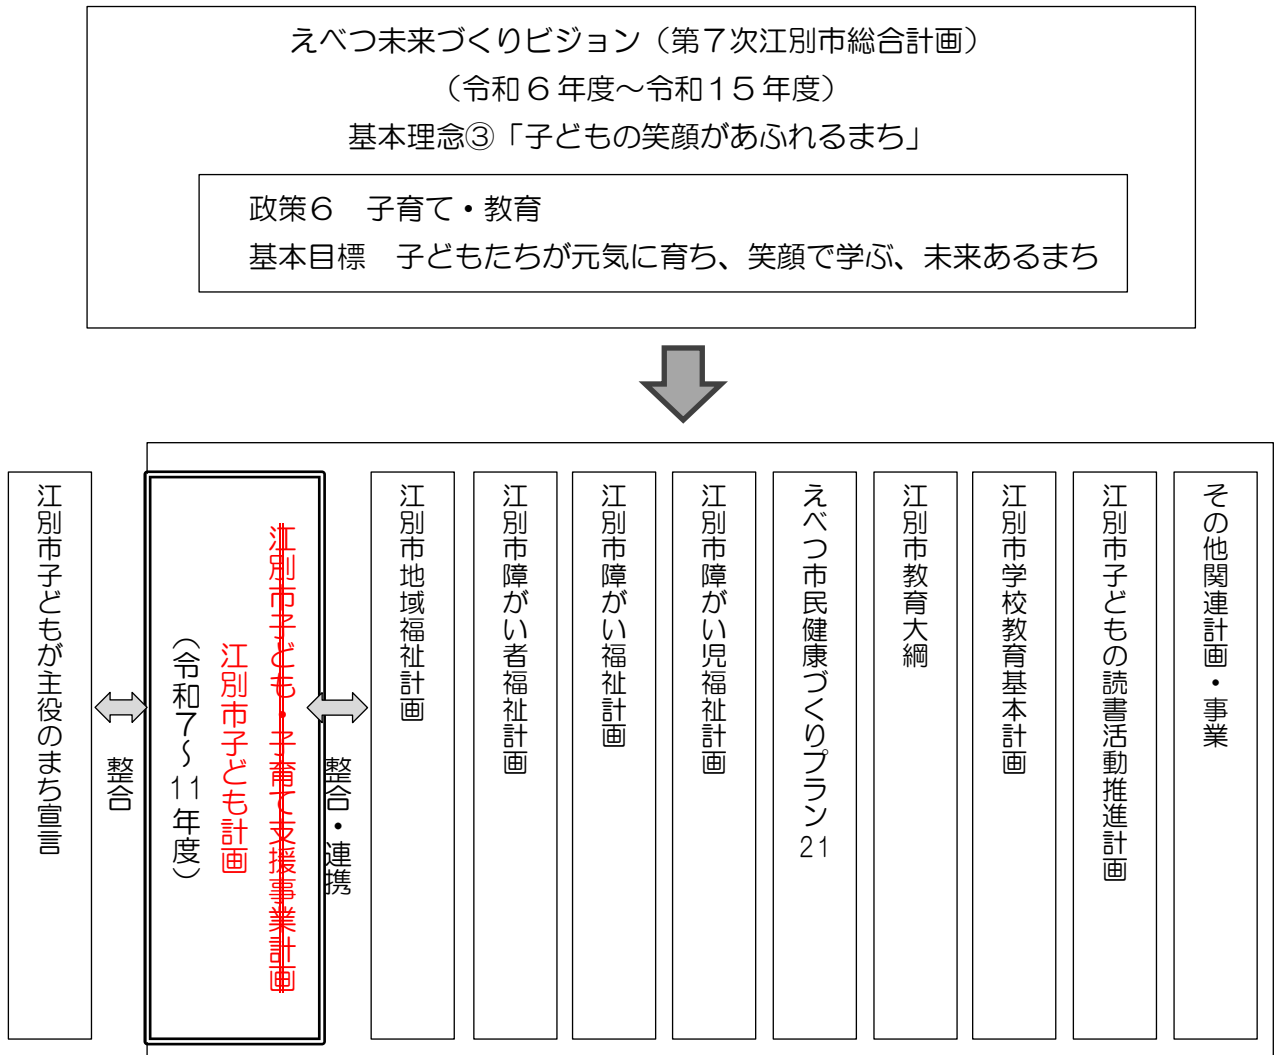 えべつ未来づくりビジョン（第７次江別市総合計画）
（令和６年度～令和１５年度）
基本理念③「子どもの笑顔があふれるまち」
政策６　子育て・教育
基本目標　子どもたちが元気に育ち、笑顔で学ぶ、未来あるまち
江別市子どもが主役のまち宣言
整合
江別市子ども・子育て支援事業計画
江別市子ども計画
（令和７～11年度）
整合・連携
江別市地域福祉計画
江別市障がい者福祉計画
江別市障がい福祉計画
江別市障がい児福祉計画
えべつ市民健康づくりプラン21
江別市教育大綱
江別市学校教育基本計画
江別市子どもの読書活動推進計画
その他関連計画・事業